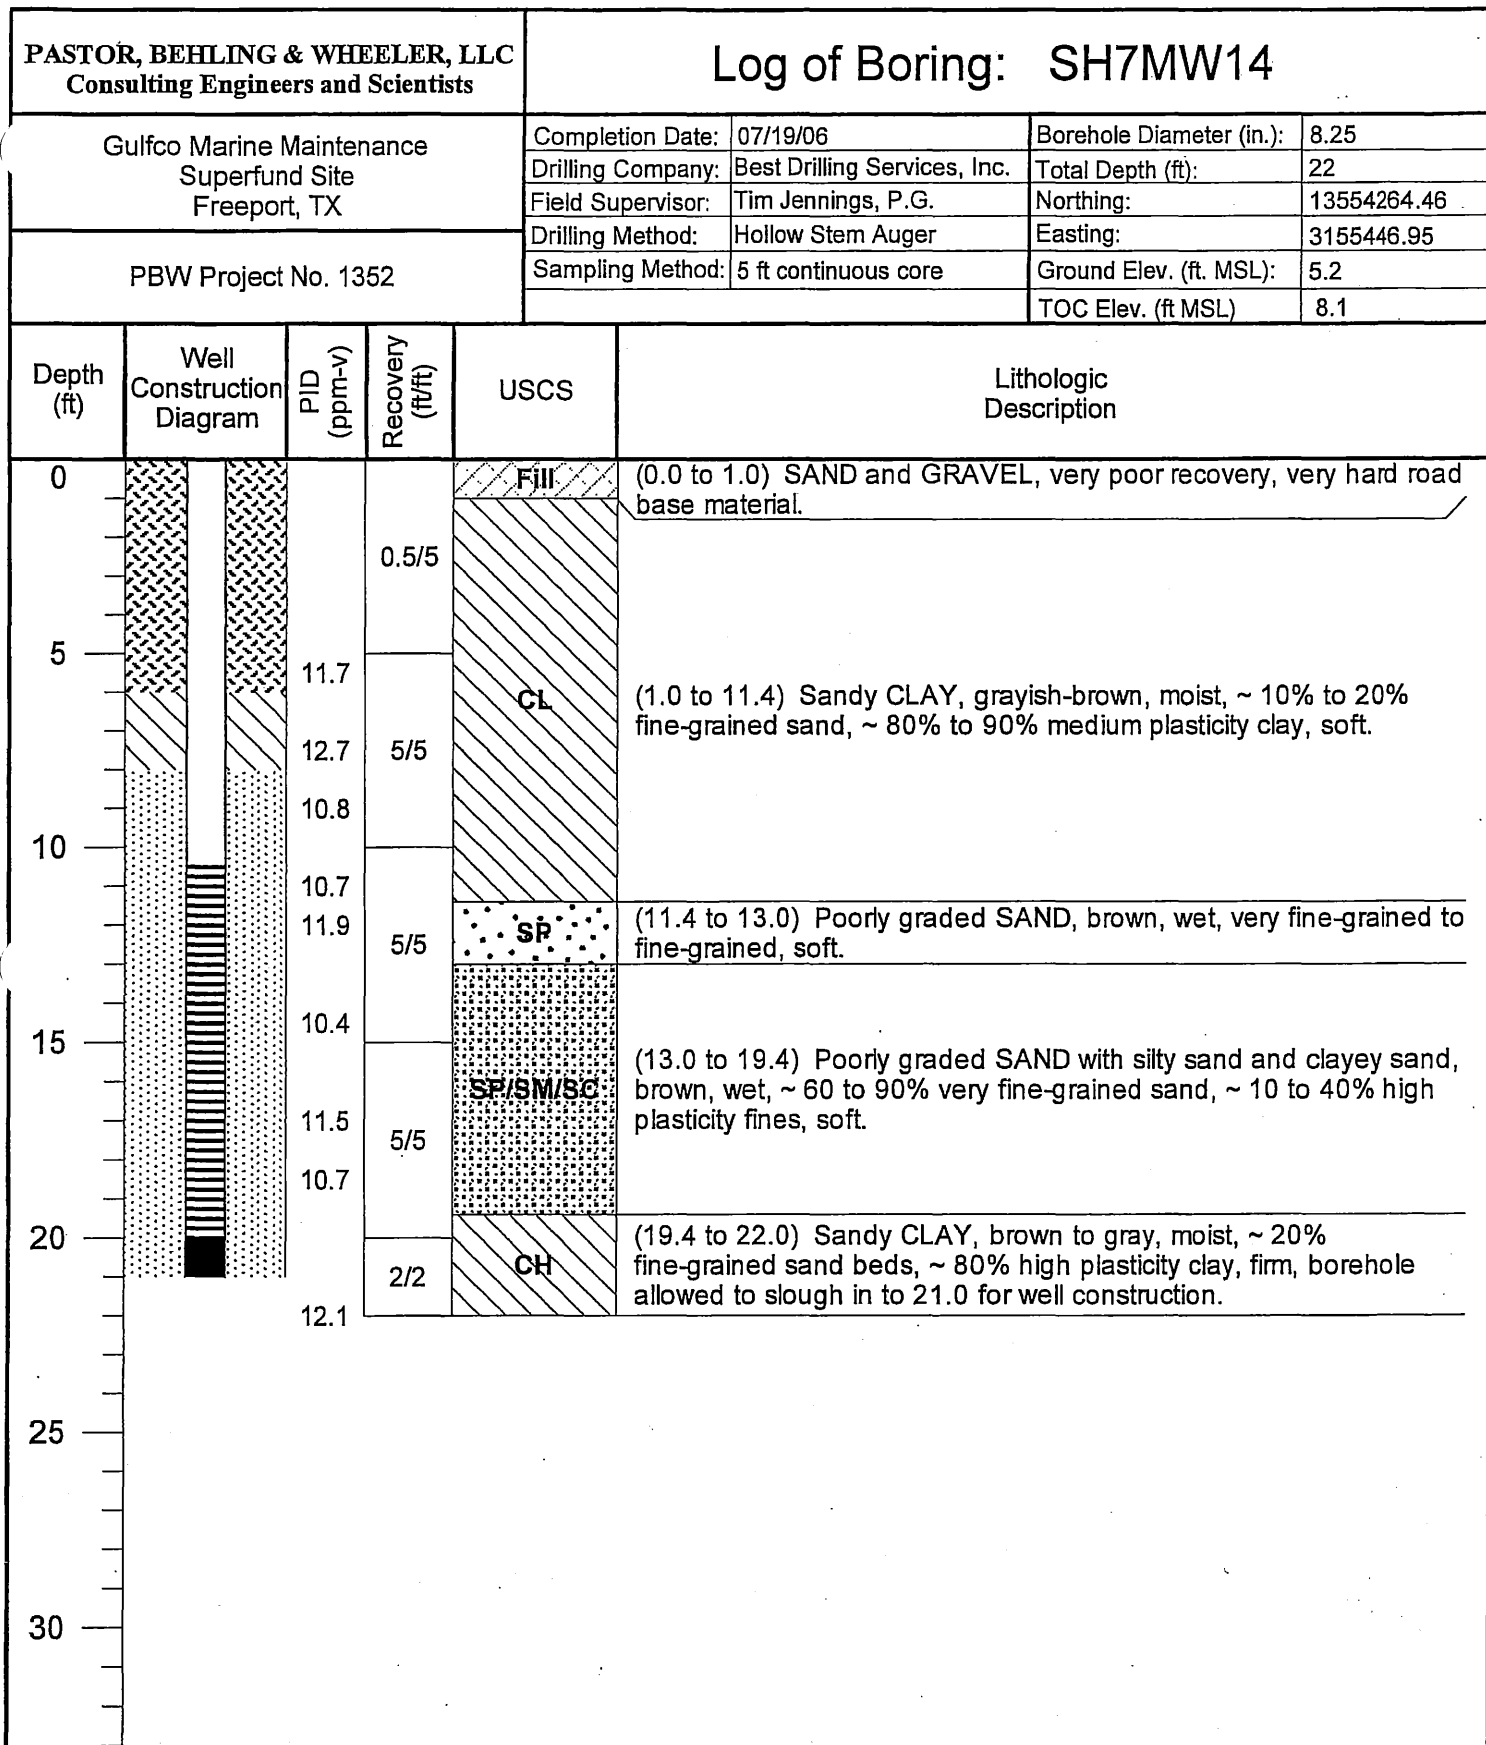 PASTOR, BEHLING & WHEELER, LLC
Consulting Engineers and Scientists
Log of Boring: SH7MW14
Gulfco Marine Maintenance
Superfund Site
Freeport, TX
PBW Project No. 1352
Completion Date: 07/19/06
Borehole Diameter (in.): 8.25
Drilling Company: Best Drilling Services, Inc.
Total Depth (ft): 22
Field Supervisor: Tim Jennings, P.G.
Northing: 13554264.46
Drilling Method: Hollow Stem Auger
Easting: 3155446.95
Sampling Method: 5 ft continuous core
Ground Elev. (ft. MSL): 5.2
TOC Elev. (ft MSL) 8.1
Depth
(ft)
Well
Construction
Diagram
PID
(ppm-v)
Recovery
(ft/ft)
USCS
Lithologic
Description
0
Fill
(0.0 to 1.0) SAND and GRAVEL, very poor recovery, very hard road
base material.
0.5/5
5
11.7
CL
(1.0 to 11.4) Sandy CLAY, grayish-brown, moist, ~ 10% to 20%
fine-grained sand, ~ 80% to 90% medium plasticity clay, soft.
12.7
5/5
10.8
10
10.7
11.9
5/5
SP
(11.4 to 13.0) Poorly graded SAND, brown, wet, very fine-grained to
fine-grained, soft.
10.4
15
SP/SM/SC
(13.0 to 19.4) Poorly graded SAND with silty sand and clayey sand,
brown, wet, ~ 60 to 90% very fine-grained sand, ~ 10 to 40% high
plasticity fines, soft.
11.5
5/5
10.7
20
2/2
CH
(19.4 to 22.0) Sandy CLAY, brown to gray, moist, ~ 20%
fine-grained sand beds, ~ 80% high plasticity clay, firm, borehole
allowed to slough in to 21.0 for well construction.
12.1
25
30